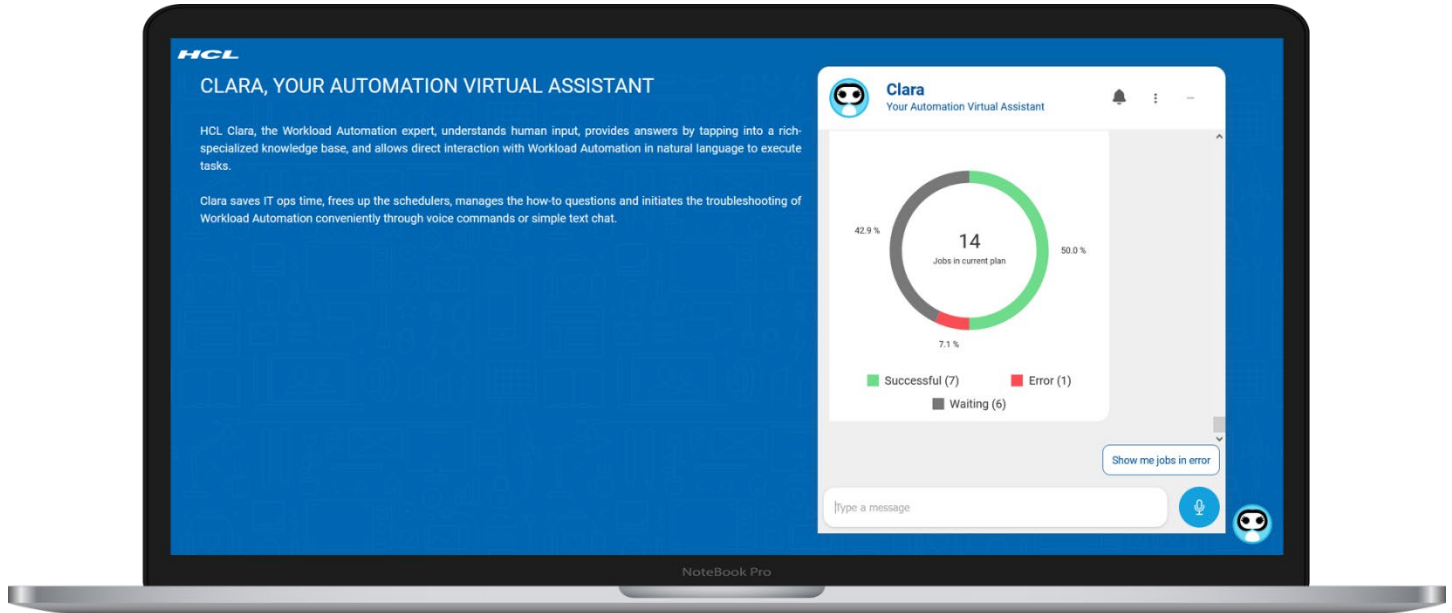 HCL
CLARA, YOUR AUTOMATION VIRTUAL ASSISTANT
HCL Clara, the Workload Automation expert, understands human input, provides answers by tapping into a rich-
specialized knowledge base, and allows direct interaction with Workload Automation in natural language to execute
tasks.
Clara saves IT ops time, frees up the schedulers, manages the how-to questions and initiates the troubleshooting of
Workload Automation conveniently through voice commands or simple text chat.
Clara
Your Automation Virtual Assistant
42.9 %
14
Jobs in current plan
50.0 %
7.1 %
Successful (7)
Error (1)
Waiting (6)
Show me jobs in error
Type a message
NoteBook Pro